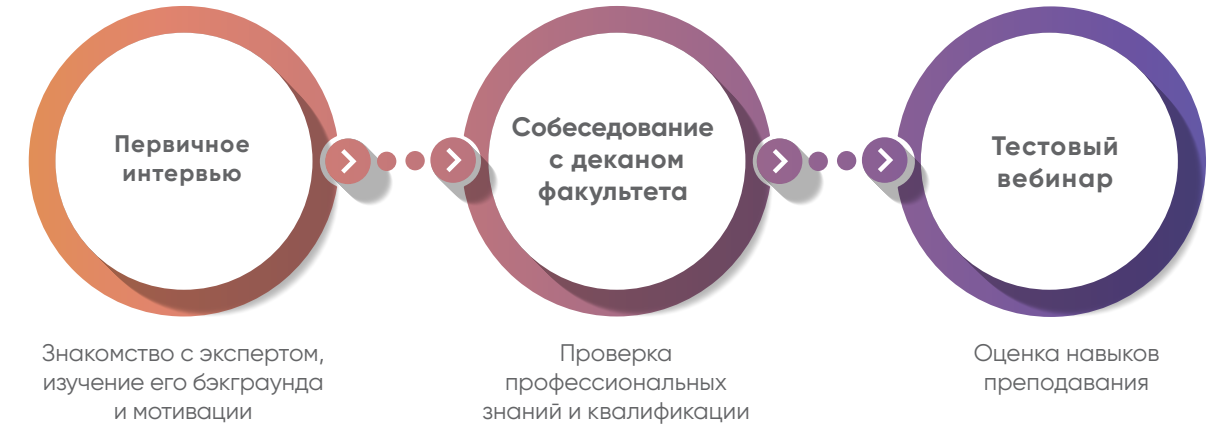 Первичное
интервью
Собеседование
с деканом
факультета
Тестовый
вебинар
Знакомство с экспертом,
изучение его бэкграунда
и мотивации
Проверка
профессиональных
знаний и квалификации
Оценка навыков
преподавания